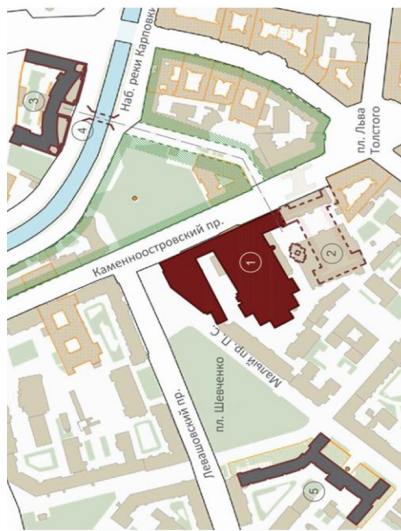 3
4
Наб. реки Карповки
пл. Льва
Толстого
Каменноостровский пр.
1
2
Левашовский пр.
пл. Шевченко
Малый пр. П. С.
5